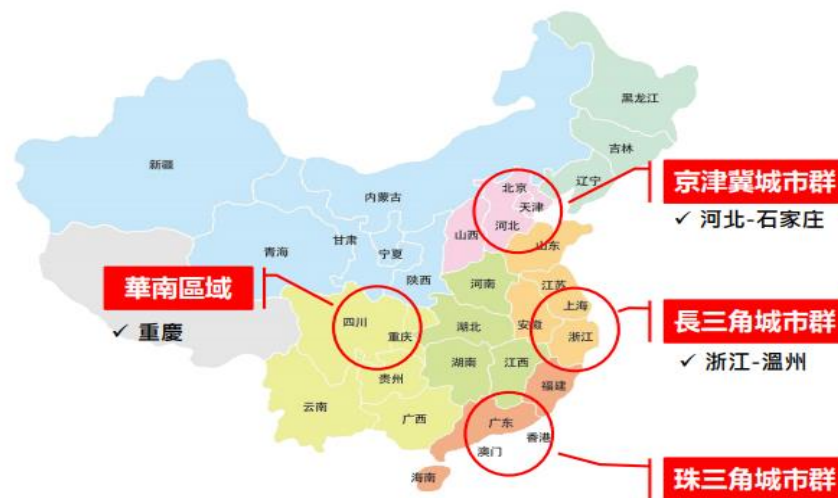 黑龙江
吉林
辽宁
新疆
内蒙古
北京
天津
河北
山西
京津冀城市群
✓ 河北-石家庄
甘肃
宁夏
青海
陕西
山东
華南區域
✓ 重慶
河南
江苏
上海
安徽
浙江
長三角城市群
✓ 浙江-溫州
四川
重庆
湖北
湖南
江西
贵州
福建
云南
广西
广东
香港
澳门
海南
珠三角城市群